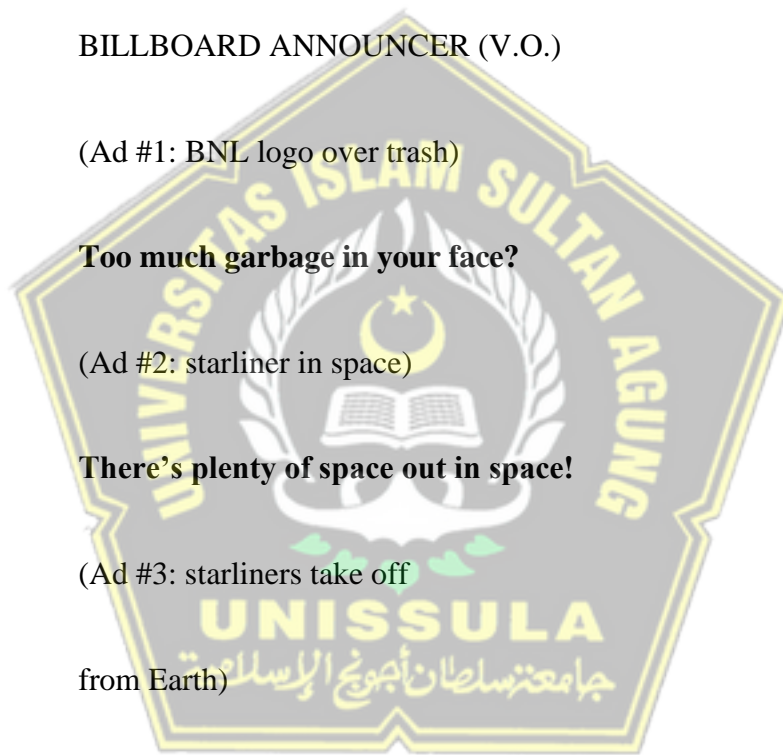 BILLBOARD ANNOUNCER (V.O.)
(Ad #1: BNL logo over trash)
UNIVERSITAS ISLAM SULTAN AGUNG
Too much garbage in your face?
(Ad #2: starliner in space)
There’s plenty of space out in space!
(Ad #3: starliners take off
UNISSULA
from Earth)
جامعة سلطان أجونج الإسلامية